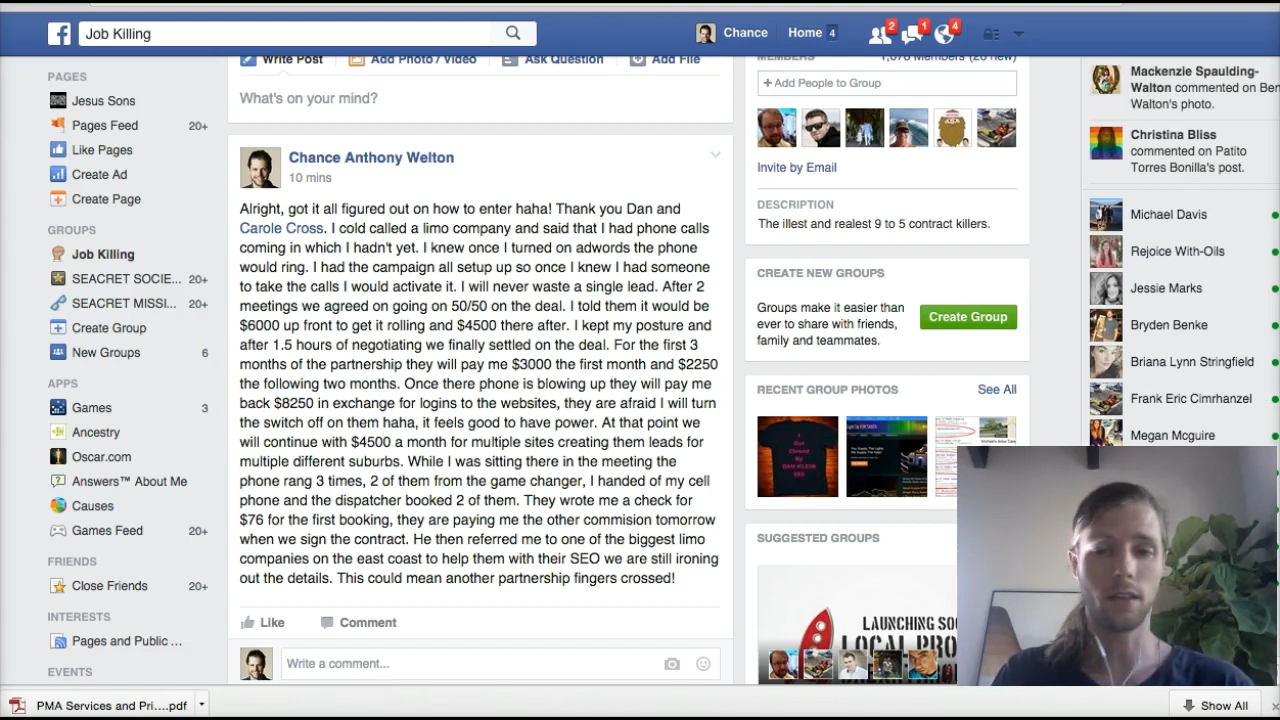 Job Killing
Chance
Home 4
2
1
4
PAGES
Jesus Sons
Pages Feed 20+
Like Pages
Create Ad
Create Page
GROUPS
Job Killing
SEACRET SOCIE... 20+
SEACRET MISSI... 20+
Create Group
New Groups 6
APPS
Games 3
Ancestry
Oscar.com
Answers™ About Me
Causes
Games Feed 20+
FRIENDS
Close Friends 20+
INTERESTS
Pages and Public ...
EVENTS
Write Post
Add Photo / Video
Ask Question
Add File
What's on your mind?
Chance Anthony Welton
10 mins
Alright, got it all figured out on how to enter haha! Thank you Dan and
Carole Cross. I cold called a limo company and said that I had phone calls
coming in which I hadn't yet. I knew once I turned on adwords the phone
would ring. I had the campaign all setup up so once I knew I had someone
to take the calls I would activate it. I will never waste a single lead. After 2
meetings we agreed on going on 50/50 on the deal. I told them it would be
$6000 up front to get it rolling and $4500 there after. I kept my posture and
after 1.5 hours of negotiating we finally settled on the deal. For the first 3
months of the partnership they will pay me $3000 the first month and $2250
the following two months. Once there phone is blowing up they will pay me
back $8250 in exchange for logins to the websites, they are afraid I will turn
the switch off on them haha, it feels good to have power. At that point we
will continue with $4500 a month for multiple sites creating them leads for
multiple different suburbs. While I was sitting there in the meeting the
phone rang 3 times, 2 of them from the game changer, I handed of my cell
phone and the dispatcher booked 2 of them. They wrote me a check for
$76 for the first booking, they are paying me the other commision tomorrow
when we sign the contract. He then referred me to one of the biggest limo
companies on the east coast to help them with their SEO we are still ironing
out the details. This could mean another partnership fingers crossed!
Like
Comment
Write a comment...
MEMBERS
Members (20 new)
+ Add People to Group
Invite by Email
DESCRIPTION
The illest and realest 9 to 5 contract killers.
CREATE NEW GROUPS
Groups make it easier than
ever to share with friends,
family and teammates.
Create Group
RECENT GROUP PHOTOS
See All
SUGGESTED GROUPS
LAUNCHING SO
LOCAL PRO
Mackenzie Spaulding-
Walton commented on Ben
Walton's photo.
Christina Bliss
commented on Patito
Torres Bonilla's post.
Michael Davis
Rejoice With-Oils
Jessie Marks
Bryden Benke
Briana Lynn Stringfield
Frank Eric Cimrhanzel
Megan Mcguire
PMA Services and Pri....pdf
Show All